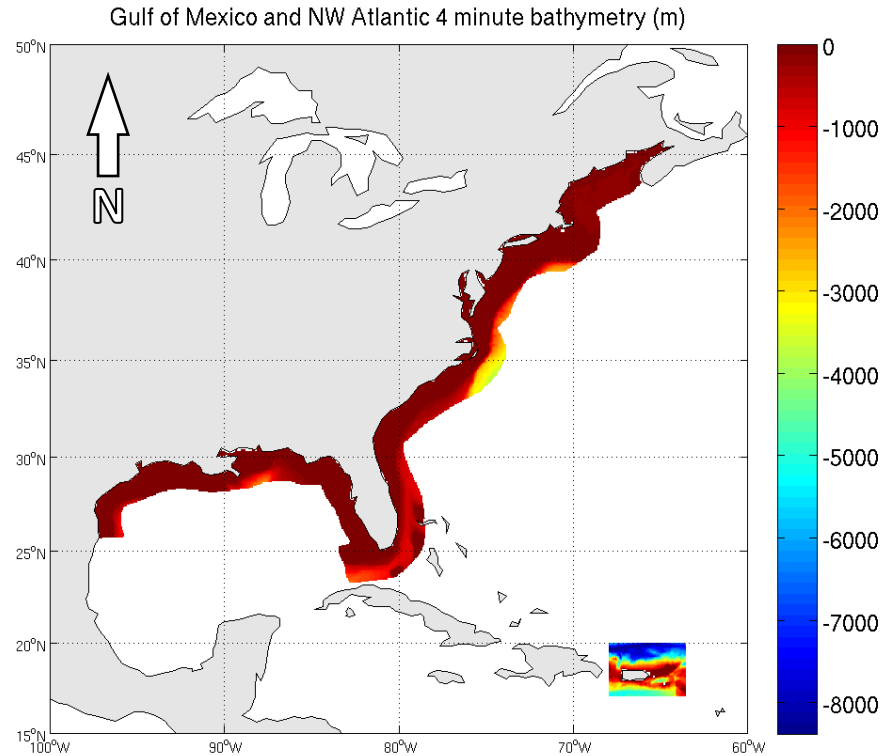 Gulf of Mexico and NW Atlantic 4 minute bathymetry (m)
50°N
45°N
40°N
35°N
30°N
25°N
20°N
15°N
N
100°W
90°W
80°W
70°W
60°W
0
-1000
-2000
-3000
-4000
-5000
-6000
-7000
-8000